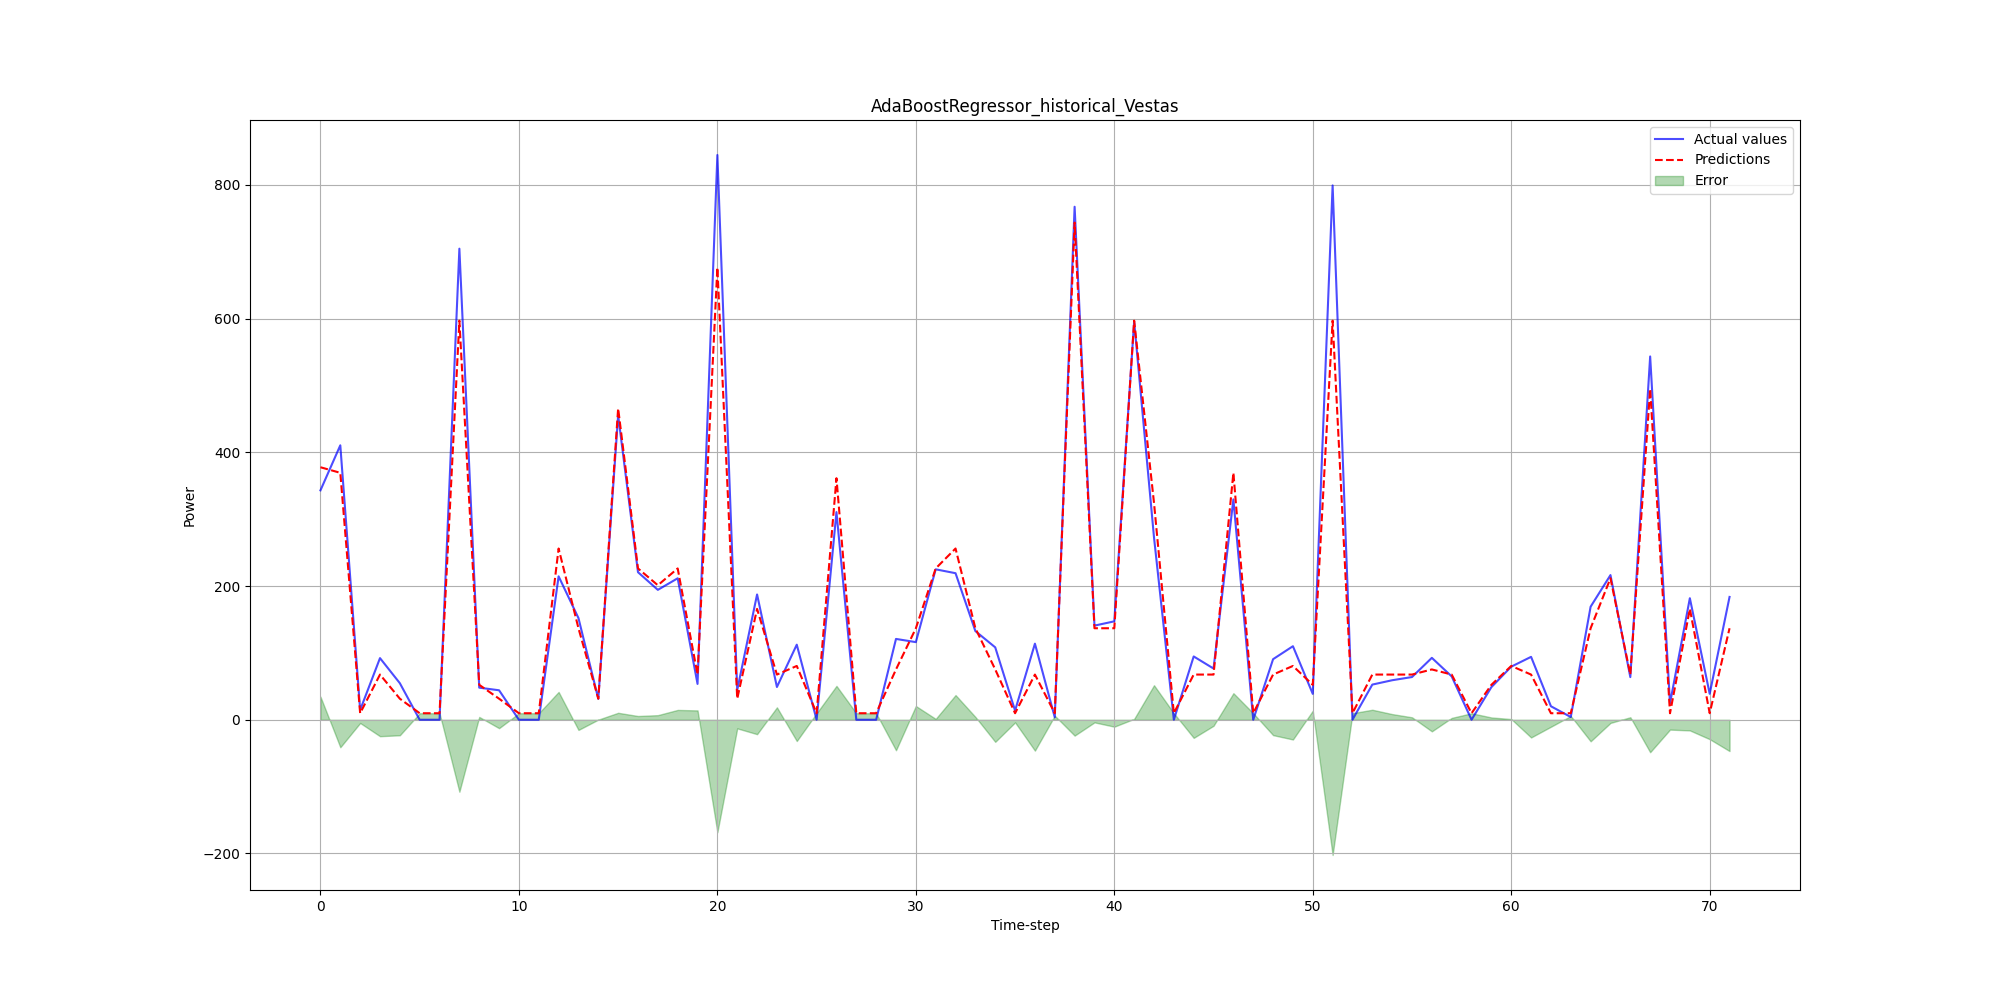 AdaBoostRegressor_historical_Vestas
Actual values
Predictions
Error
800
600
400
200
0
−200
Power
0 10 20 30 40 50 60 70
Time-step